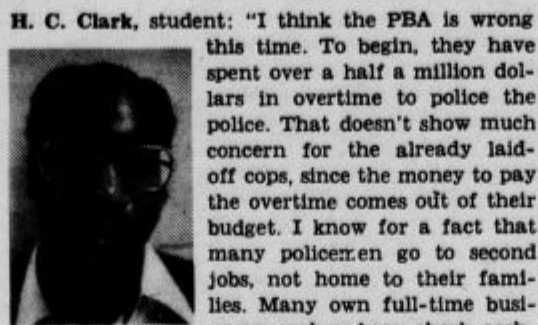 H. C. Clark, student: "I think the PBA is wrong
this time. To begin, they have
spent over a half a million dol-
lars in overtime to police the
police. That doesn't show much
concern for the already laid-
off cops, since the money to pay
the overtime comes out of their
budget. I know for a fact that
many policemen go to second
jobs, not home to their fami-
lies. Many own full-time busi-